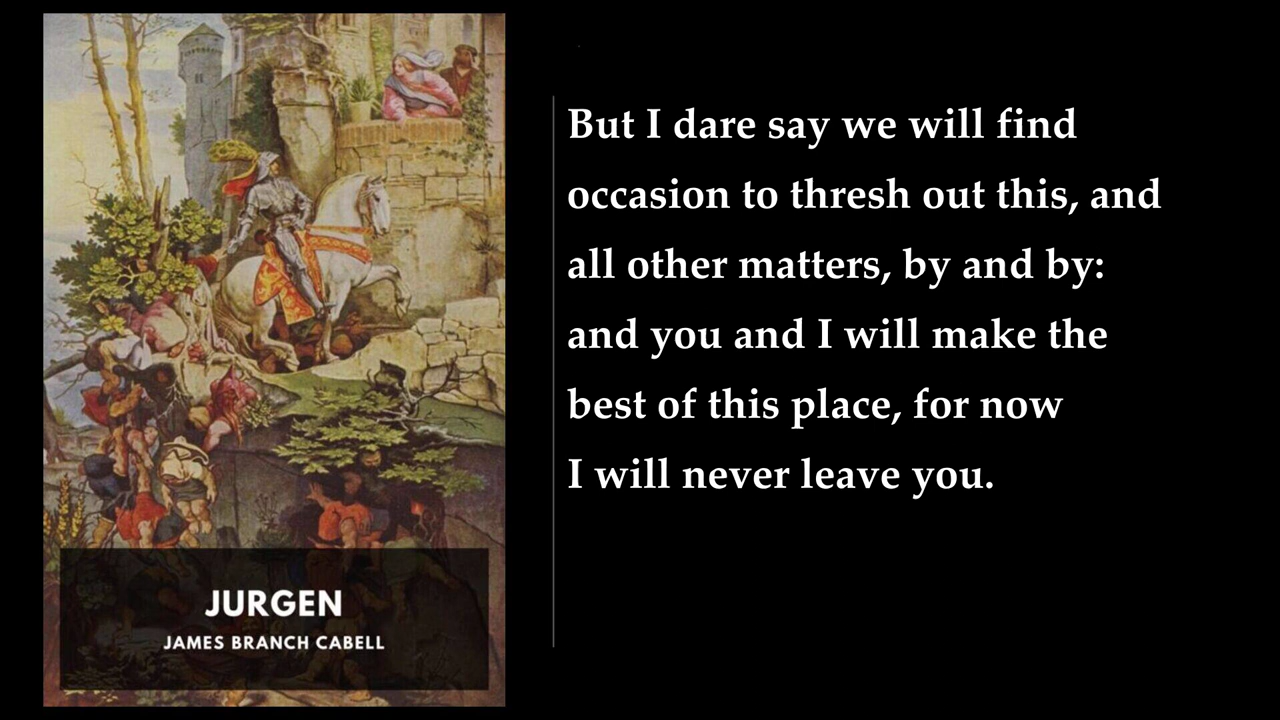 But I dare say we will find
occasion to thresh out this, and
all other matters, by and by:
and you and I will make the
best of this place, for now
I will never leave you.
JURGEN
JAMES BRANCH CABELL